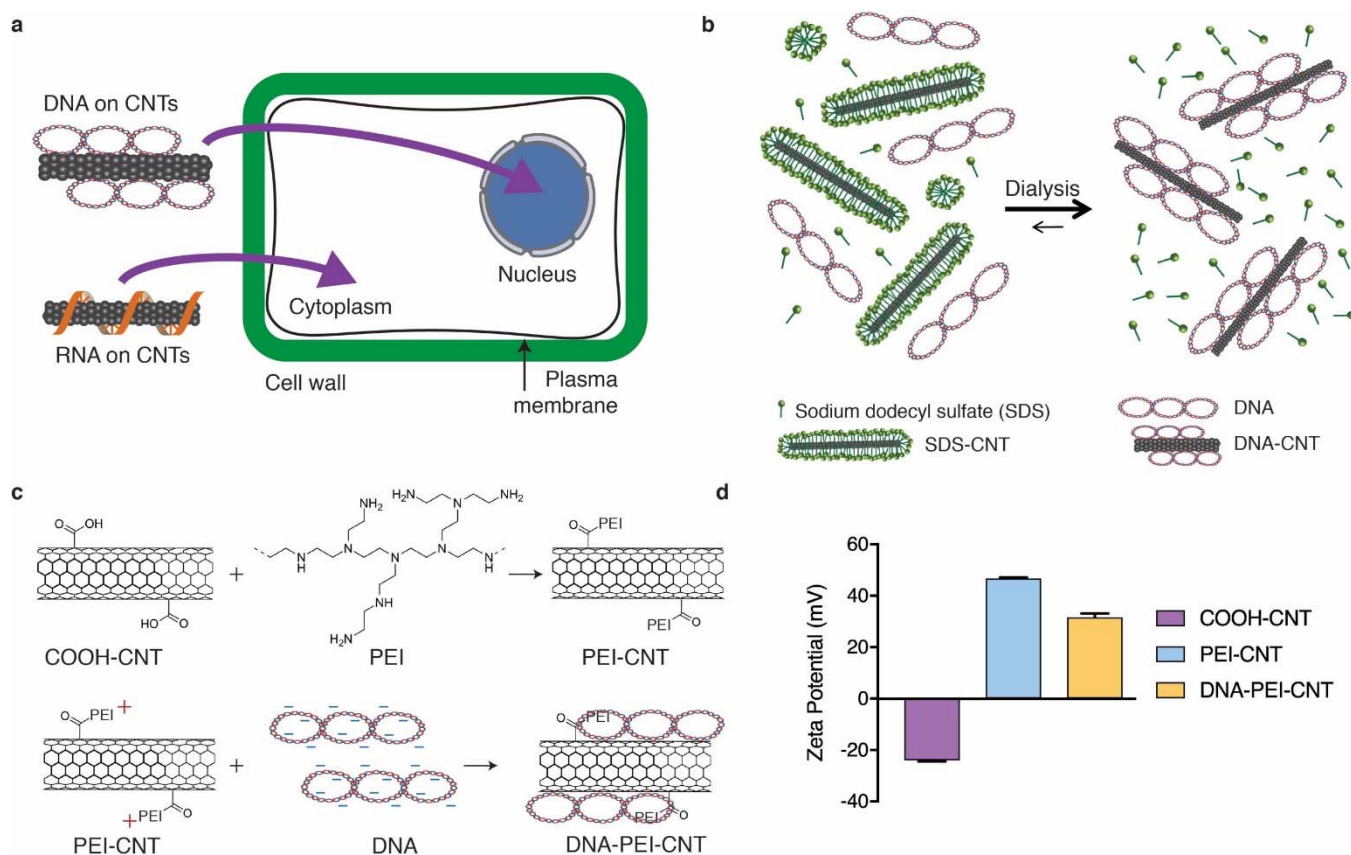 a
DNA on CNTs
RNA on CNTs
Nucleus
Cytoplasm
Cell wall
Plasma
membrane
b
Dialysis
Sodium dodecyl sulfate (SDS)
SDS-CNT
DNA
DNA-CNT
c
O
OH
HO
O
COOH-CNT
+
NH2
H2N
NH2
N
N
N
N
N
H
N
N
H
NH
H2N
PEI
O
PEI
PEI
O
PEI-CNT
O
PEI
+
+
PEI
O
PEI-CNT
+
DNA
O
PEI
PEI
O
DNA-PEI-CNT
d
Zeta Potential (mV)
60
40
20
0
-20
-40
COOH-CNT
PEI-CNT
DNA-PEI-CNT